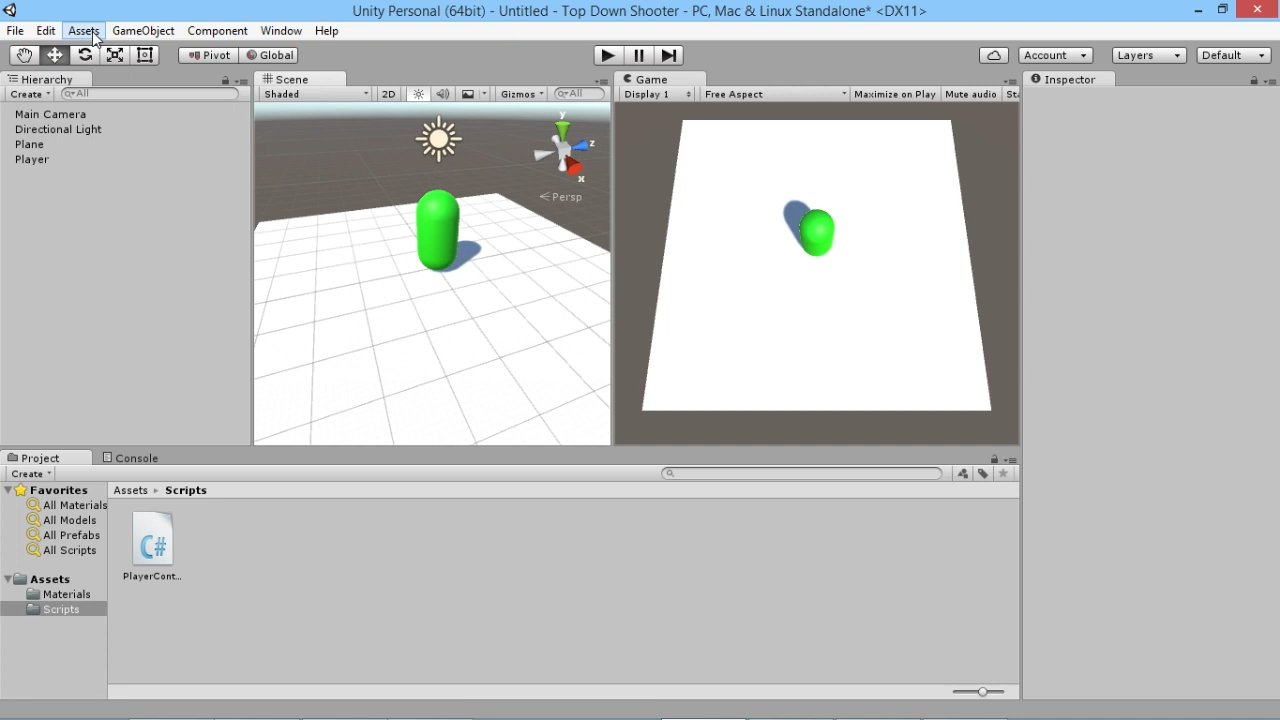 Unity Personal (64bit) - Untitled - Top Down Shooter - PC, Mac & Linux Standalone* <DX11>
File Edit Assets GameObject Component Window Help
Pivot Global Account Layers Default
Hierarchy
Create All
Main Camera
Directional Light
Plane
Player
Scene
Shaded 2D Gizmos All
y
z
x
Persp
Game
Display 1 Free Aspect Maximize on Play Mute audio Sta
Inspector
Project Console
Create
Favorites
All Materials
All Models
All Prefabs
All Scripts
Assets
Materials
Scripts
Assets Scripts
C#
PlayerCont...